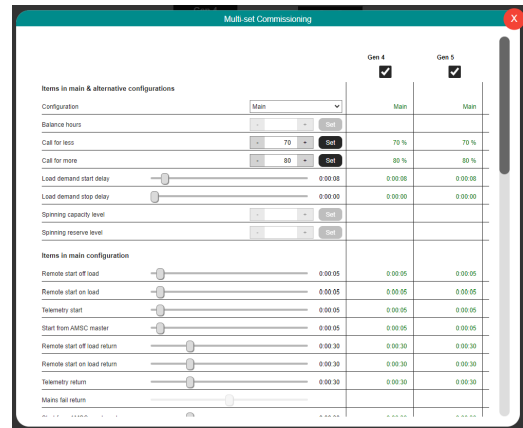 Multi-set Commissioning
X
Gen 4 Gen 5
Items in main & alternative configurations
Configuration Main Main Main
Balance hours - + Set
Call for less - 70 + Set 70 % 70 %
Call for more - 80 + Set 80 % 80 %
Load demand start delay 0:00:08 0:00:08 0:00:08
Load demand stop delay 0:00:00 0:00:00 0:00:00
Spinning capacity level - + Set
Spinning reserve level - + Set
Items in main configuration
Remote start off load 0:00:05 0:00:05 0:00:05
Remote start on load 0:00:05 0:00:05 0:00:05
Telemetry start 0:00:05 0:00:05 0:00:05
Start from AMSC master 0:00:05 0:00:05 0:00:05
Remote start off load return 0:00:30 0:00:30 0:00:30
Remote start on load return 0:00:30 0:00:30 0:00:30
Telemetry return 0:00:30 0:00:30 0:00:30
Mains fail return